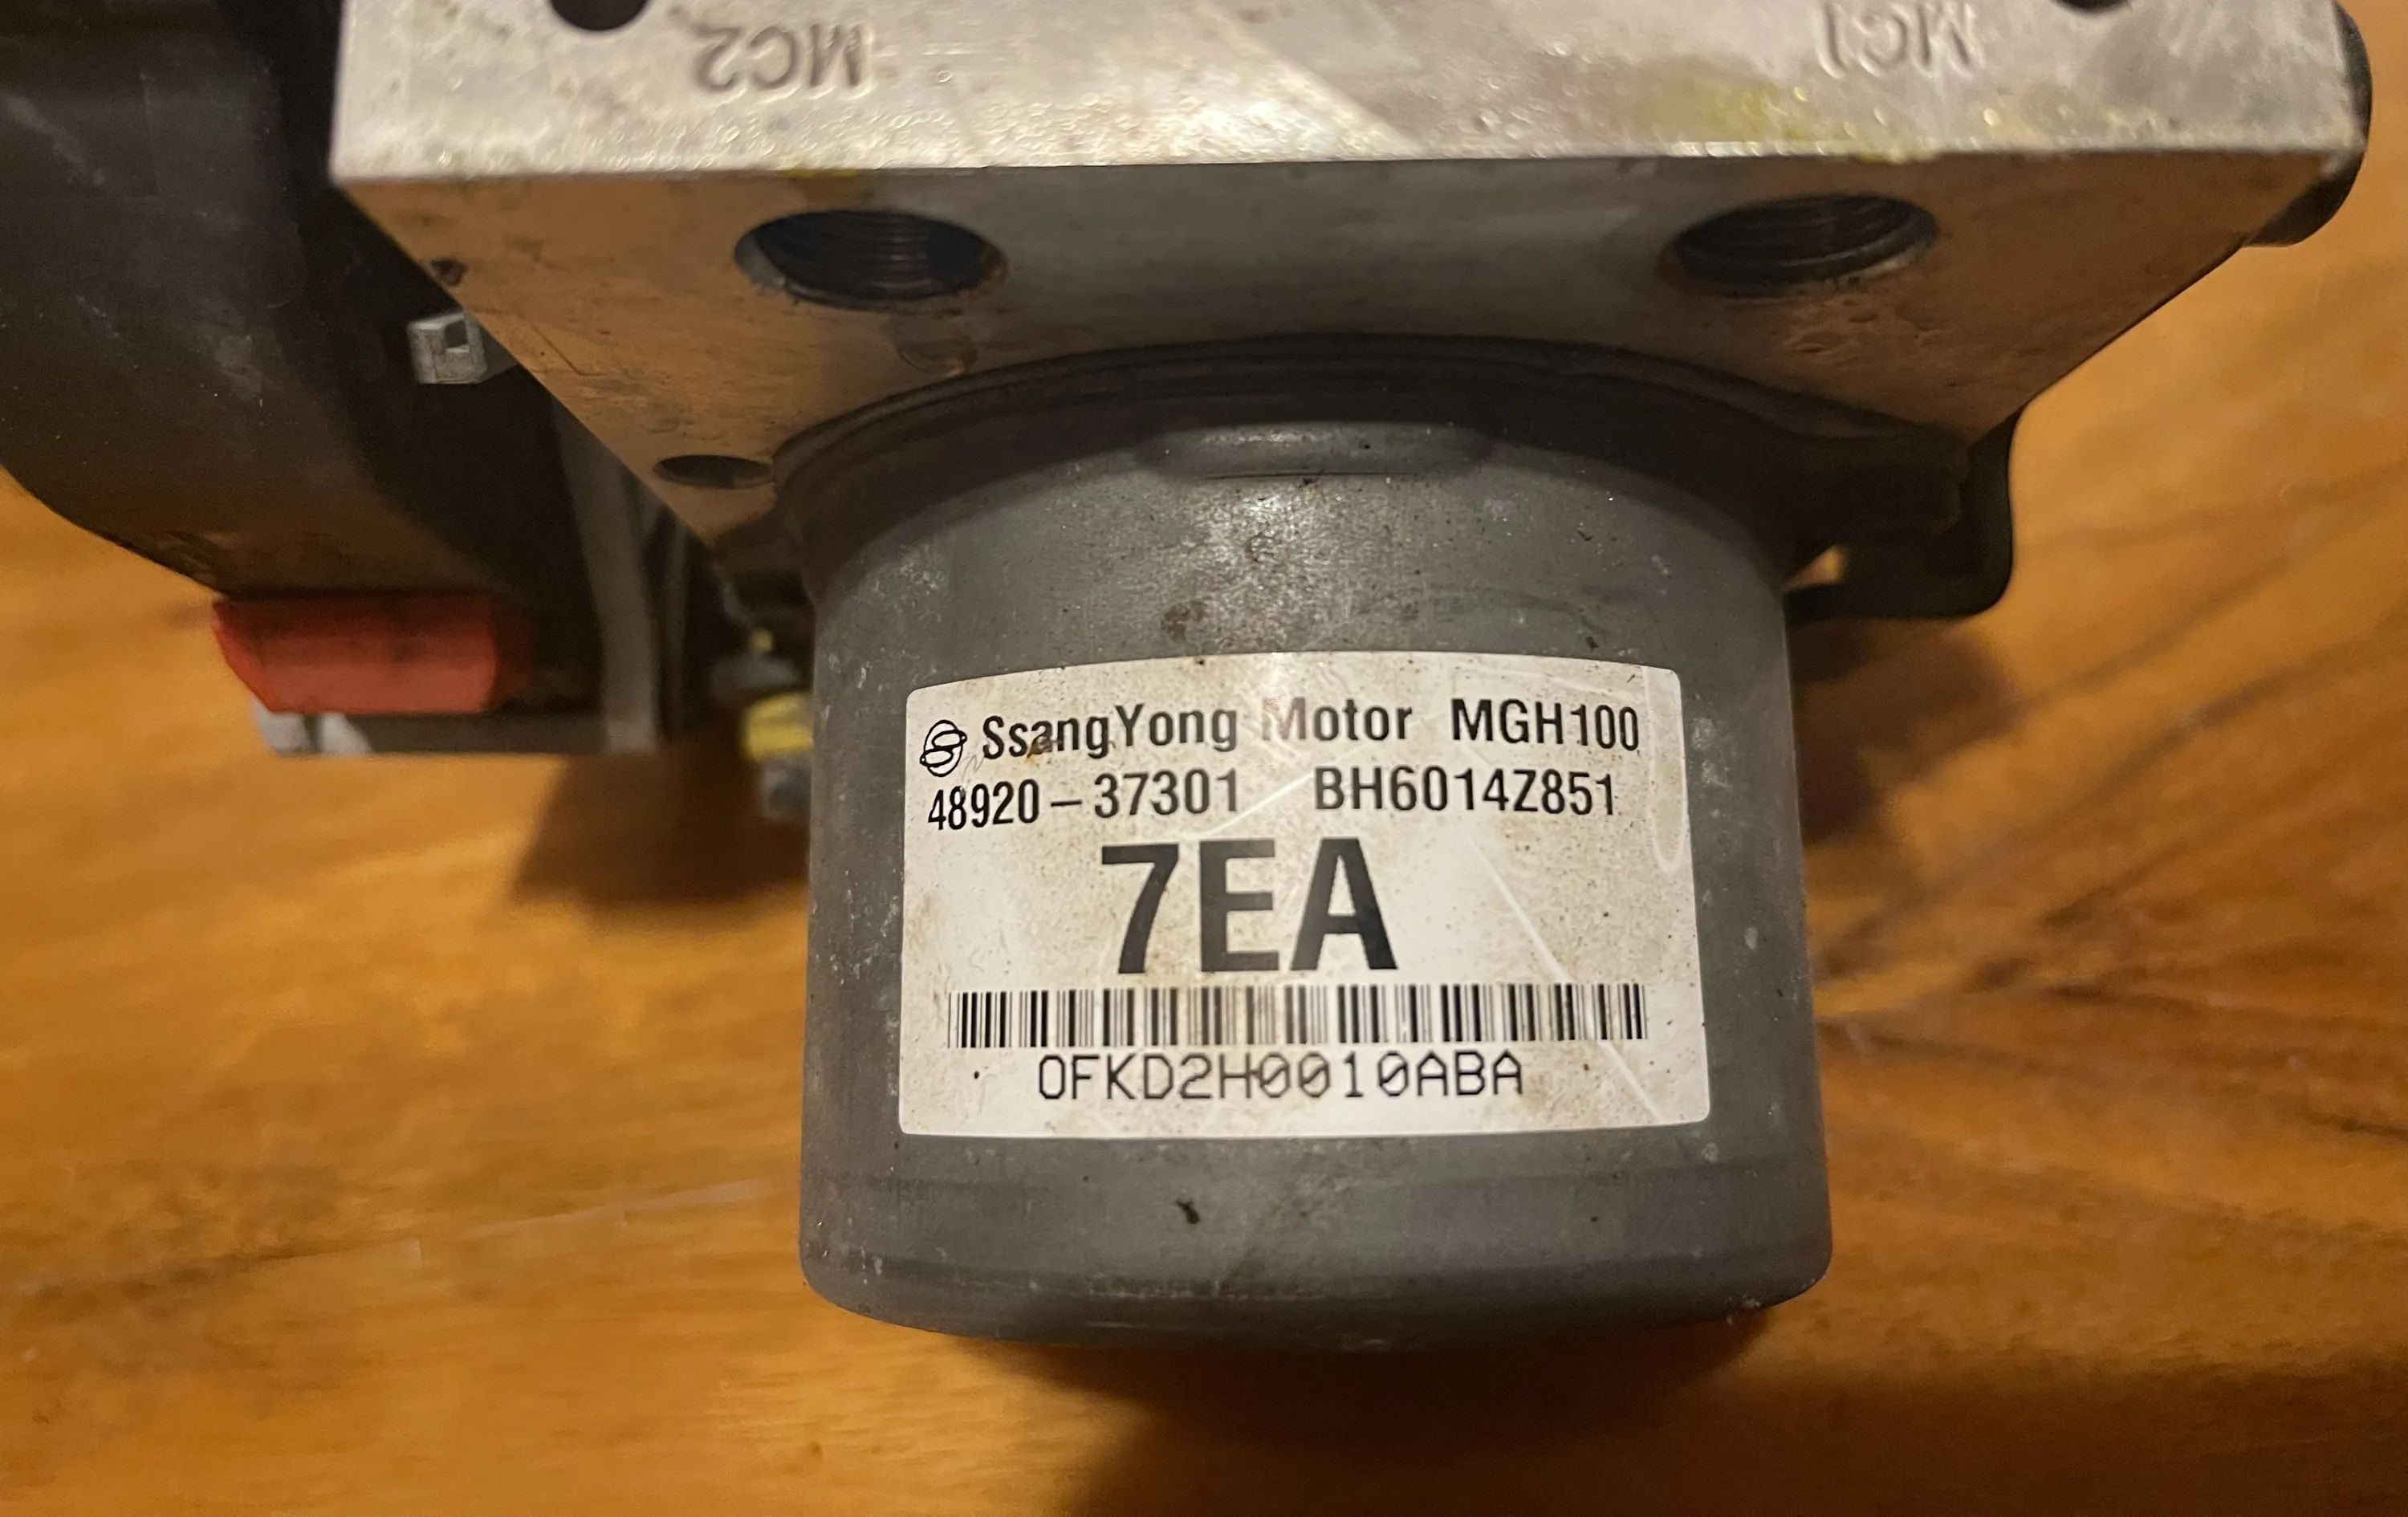 MC2
MC1
SsangYong Motor MGH100
48920-37301 BH6014Z851
7EA
0FKD2H0010ABA